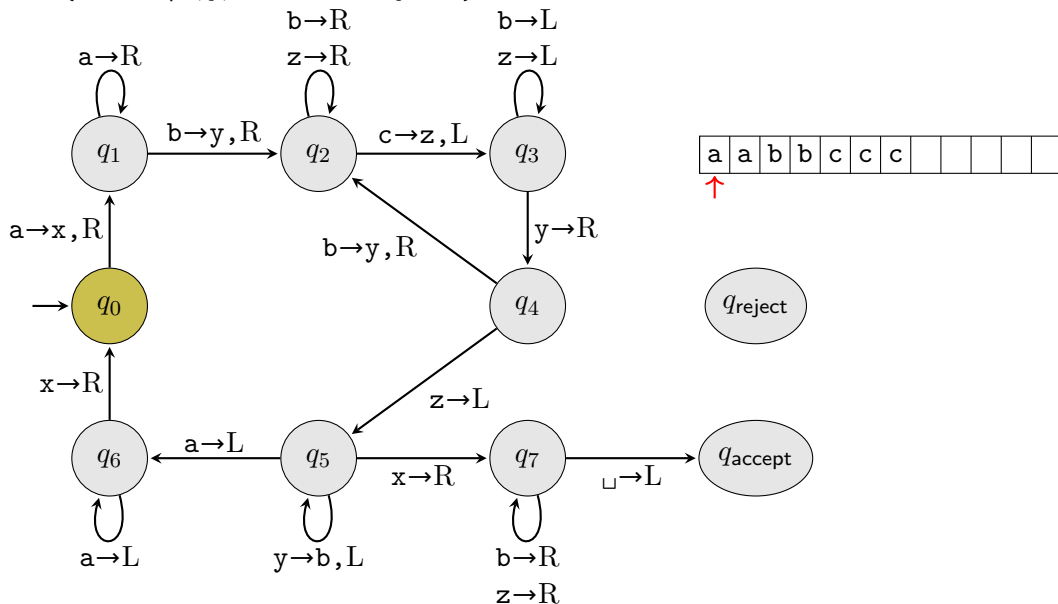 b→R
b→L
a→R
z→R
z→L
q1
b→y,R
q2
c→z,L
q3
a a b b c c c
↑
a→x,R
b→y,R
y→R
q0
q4
qreject
x→R
z→L
q6
a→L
q5
x→R
q7
␣→L
qaccept
a→L
y→b,L
b→R
z→R